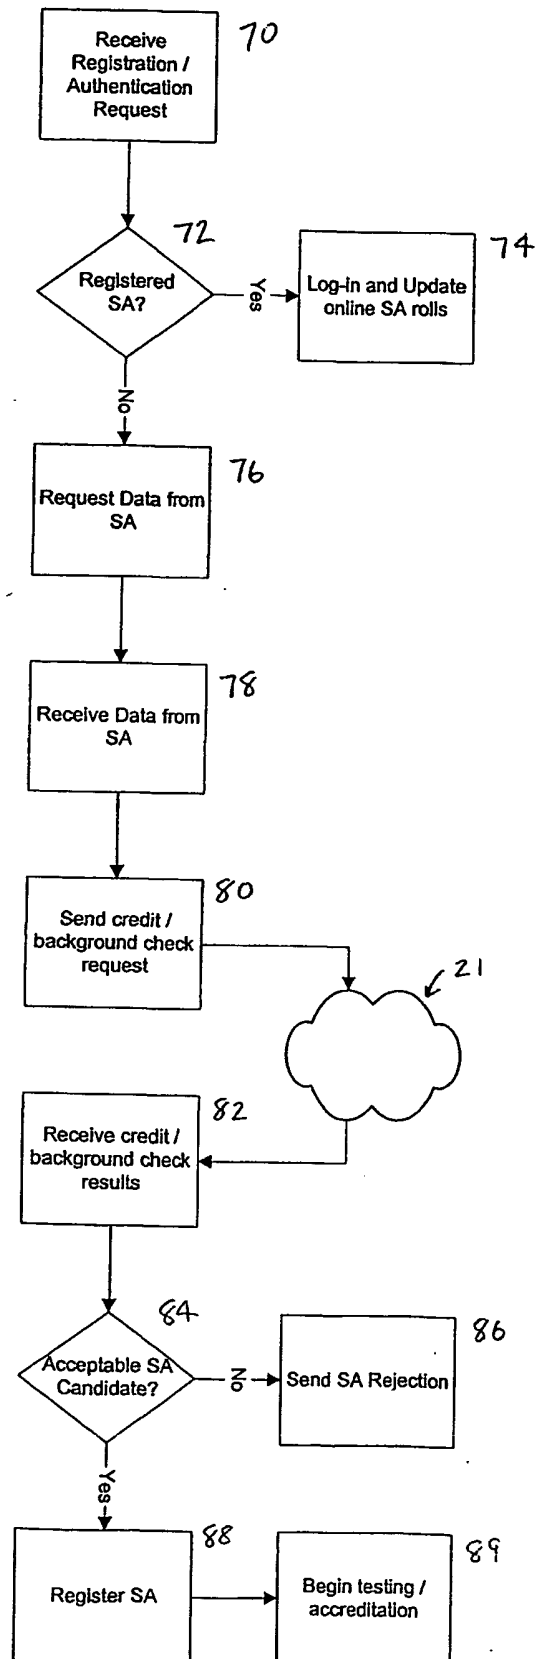 Receive
Registration /
Authentication
Request
70
72
Registered
SA?
Yes
74
Log-in and Update
online SA rolls
No
76
Request Data from
SA
78
Receive Data from
SA
80
Send credit /
background check
request
21
82
Receive credit /
background check
results
84
Acceptable SA
Candidate?
No
86
Send SA Rejection
Yes
88
Register SA
89
Begin testing /
accreditation